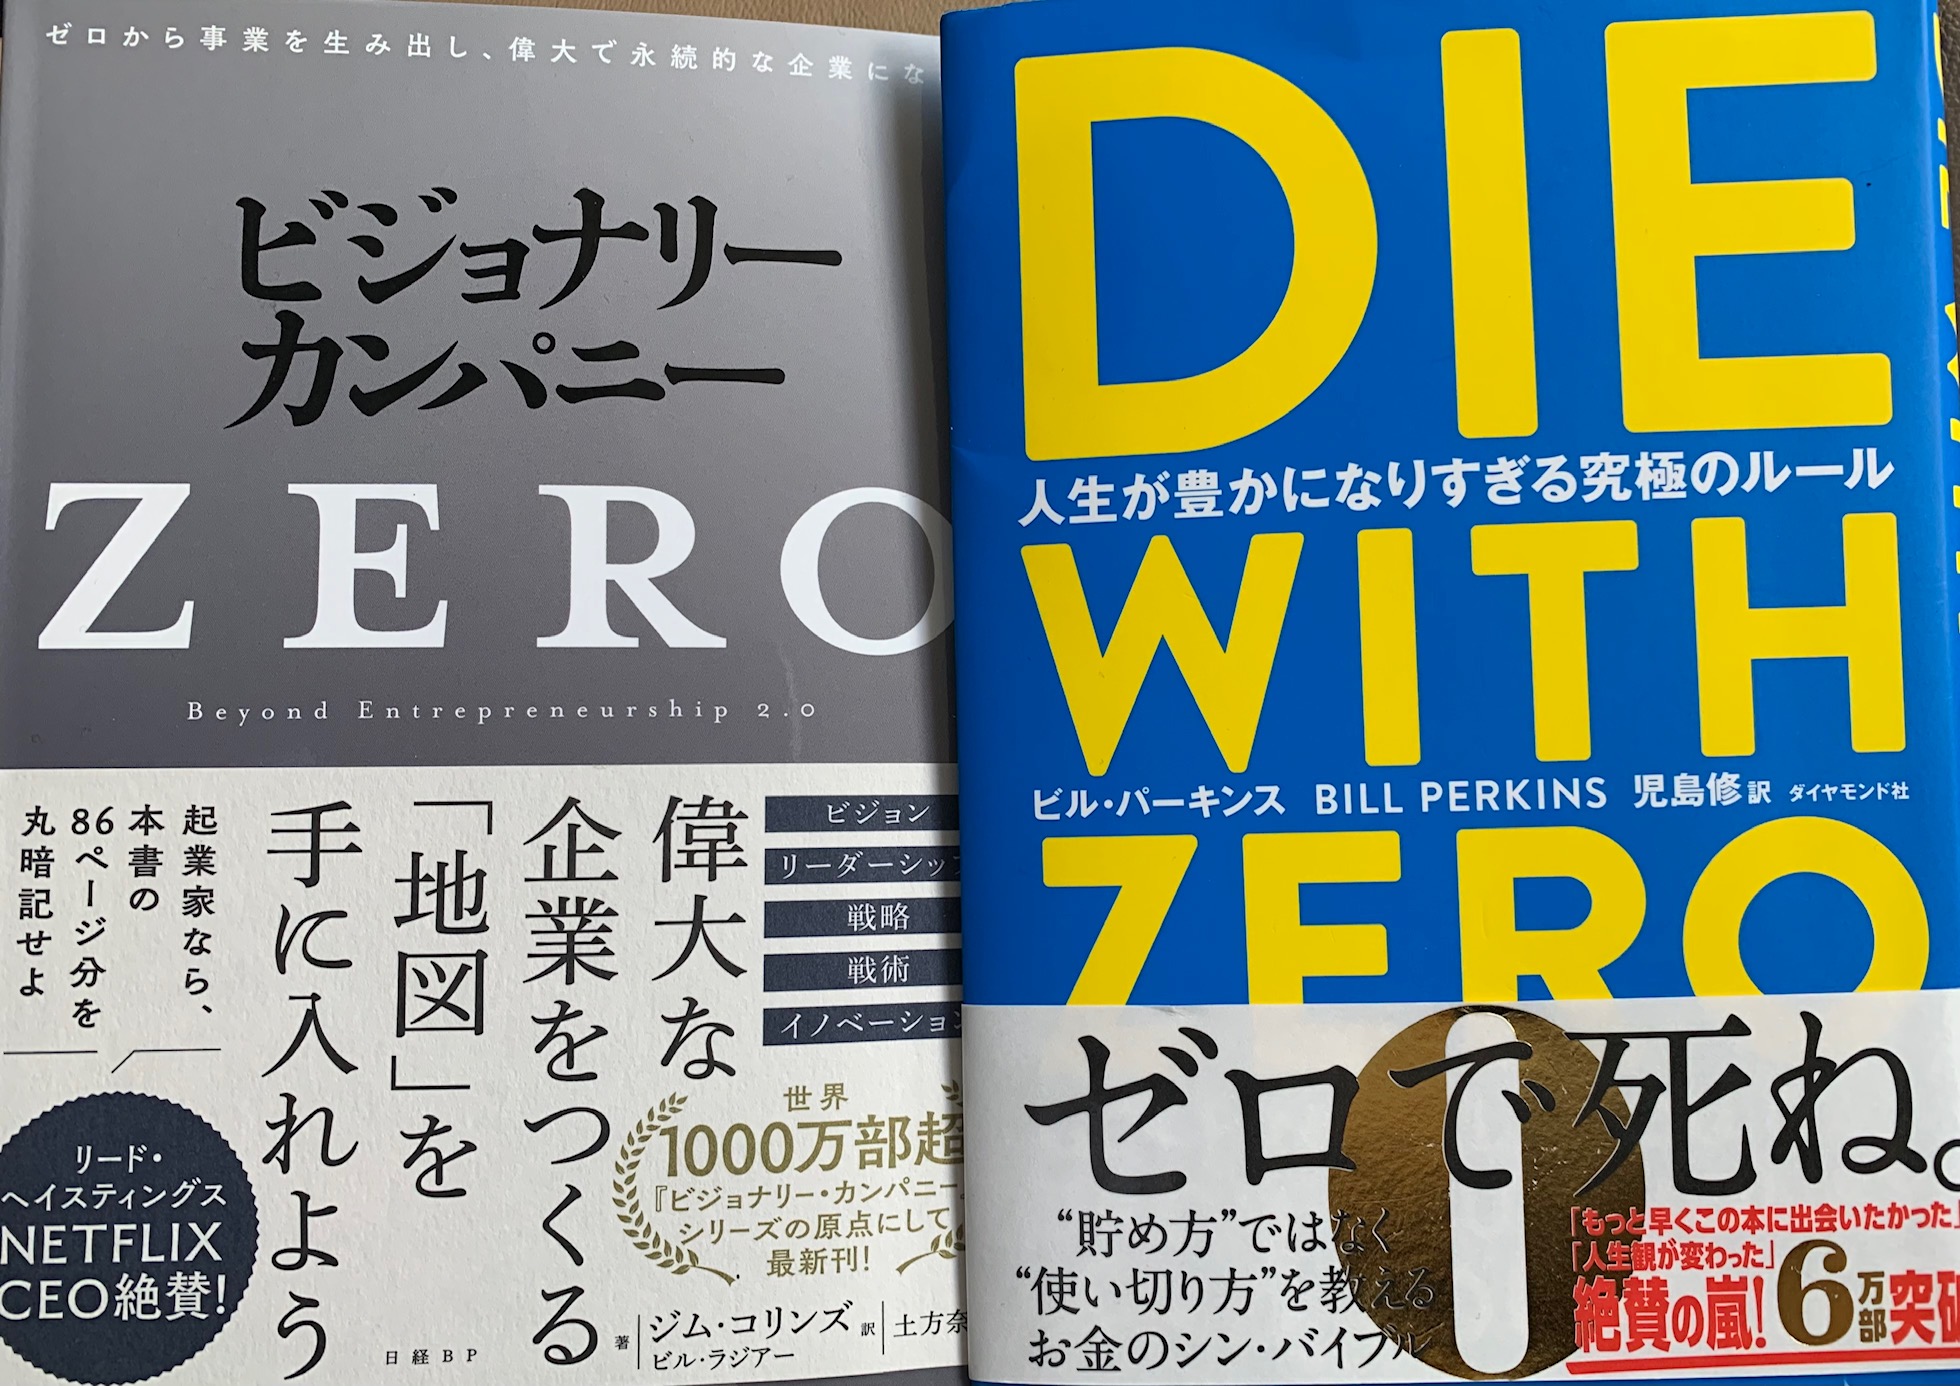 ゼロから事業を生み出し、偉大で永続的な企業にな
ビジョナリー
カンパニー
ZERO
Beyond Entrepreneurship 2.0
ビジョン
リーダーシップ
戦略
戦術
イノベーション
偉大な
企業をつくる
「地図」を
手に入れよう
起業家なら、
本書の
86ページ分を
丸暗記せよ
リード・
ヘイスティングス
NETFLIX
CEO絶賛!
世界
1000万部超
『ビジョナリー・カンパニー』
シリーズの原点にして
最新刊!
著
ジム・コリンズ
ビル・ラジアー
訳
土方奈
日経BP
DIE
人生が豊かになりすぎる究極のルール
WITH
ビル・パーキンス BILL PERKINS 児島修訳 ダイヤモンド社
ZERO
ゼロで死ね。
“貯め方”ではなく
“使い切り方”を教える
お金のシン・バイブル
「もっと早くこの本に出会いたかった」
「人生観が変わった」
絶賛の嵐!
6万部突破